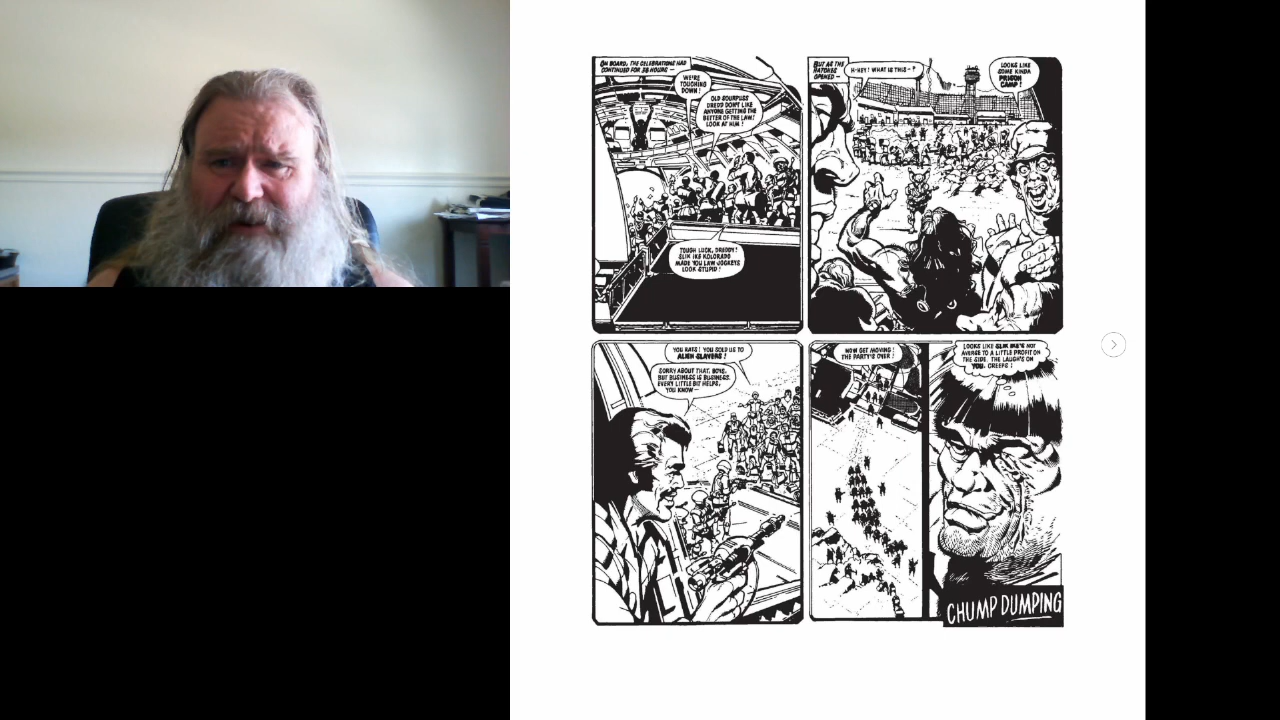 ON BOARD, THE CELEBRATIONS HAD
CONTINUED FOR 38 HOURS —
WE'RE
TOUCHING
DOWN!
OLD SOURPUSS
DREDD DON'T LIKE
ANYONE GETTING THE
BETTER OF THE LAW!
LOOK AT HIM!
TOUGH LUCK, DREDDY!
SLIK IKE KOLORADO
MADE YOU LAW JOCKEYS
LOOK STUPID!
BUT AS THE
HATCHES
OPENED —
H-HEY! WHAT IS THIS – ?
LOOKS LIKE
SOME KINDA
PRISON
CAMP!
YOU RATS! YOU SOLD US TO
ALIEN SLAVERS!
SORRY ABOUT THAT, BOYS.
BUT BUSINESS IS BUSINESS.
EVERY LITTLE BIT HELPS,
YOU KNOW —
NOW GET MOVING!
THE PARTY'S OVER!
LOOKS LIKE SLIK IKE'S NOT
AVERSE TO A LITTLE PROFIT ON
THE SIDE. THE LAUGH'S ON
YOU, CREEPS!
CHUMP DUMPING